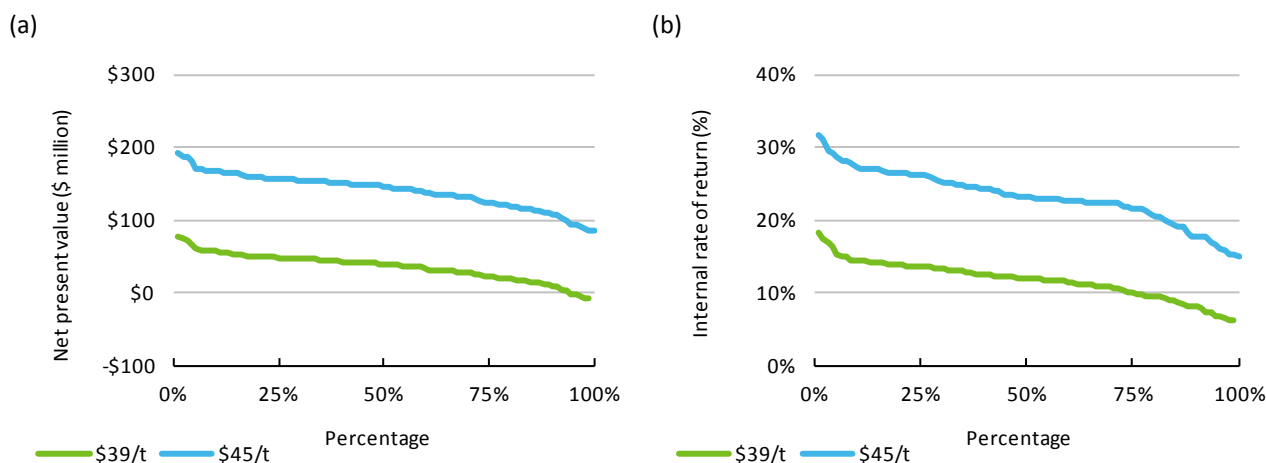 (a)
Net present value ($ million)
$300
$200
$100
$0
-$100
0%
25%
50%
75%
100%
Percentage
$39/t
$45/t
(b)
Internal rate of return (%)
40%
30%
20%
10%
0%
0%
25%
50%
75%
100%
Percentage
$39/t
$45/t